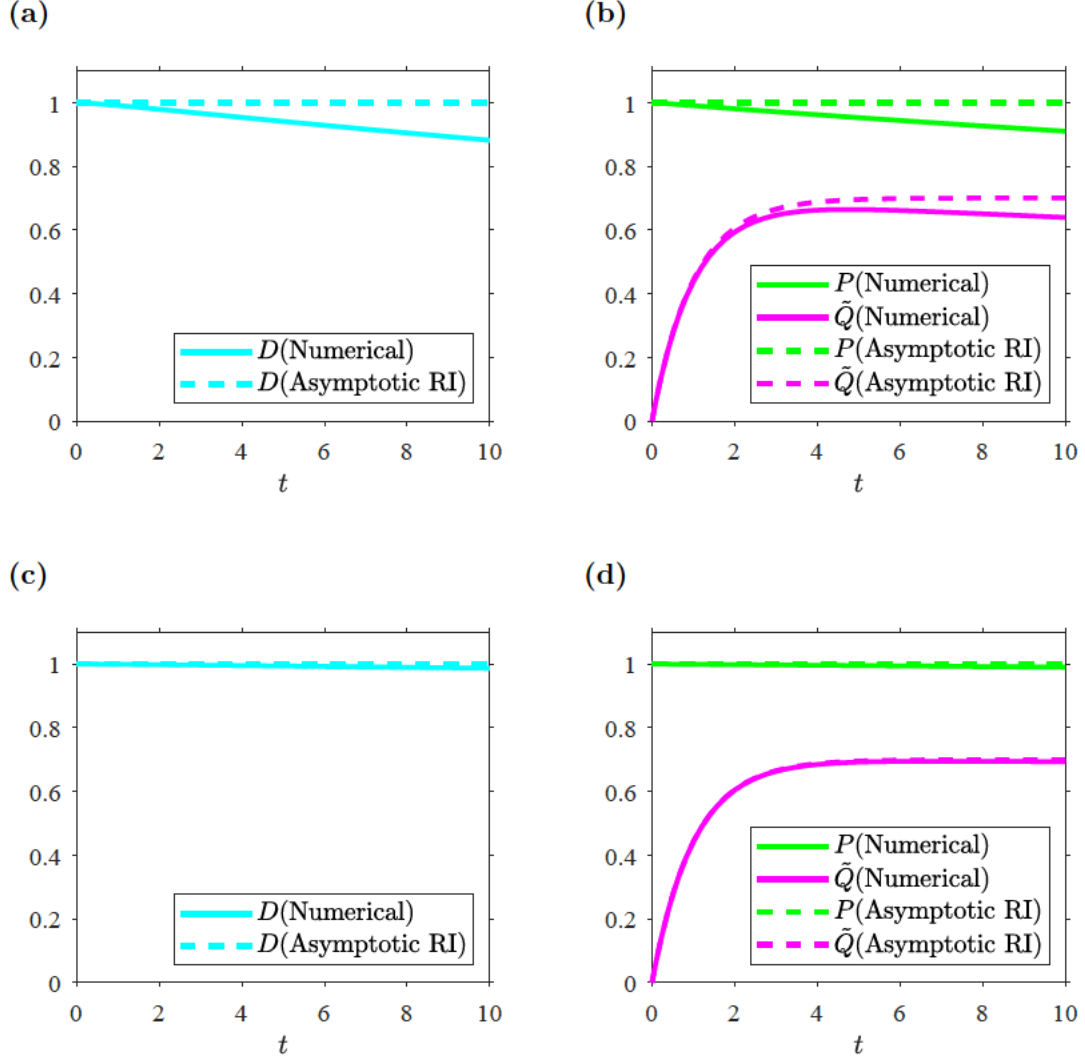 (a)
1
0.8
0.6
0.4
0.2
0
D(Numerical)
D(Asymptotic RI)
0 2 4 6 8 10
t
(b)
1
0.8
0.6
0.4
0.2
0
P(Numerical)
Q̃(Numerical)
P(Asymptotic RI)
Q̃(Asymptotic RI)
0 2 4 6 8 10
t
(c)
1
0.8
0.6
0.4
0.2
0
D(Numerical)
D(Asymptotic RI)
0 2 4 6 8 10
t
(d)
1
0.8
0.6
0.4
0.2
0
P(Numerical)
Q̃(Numerical)
P(Asymptotic RI)
Q̃(Asymptotic RI)
0 2 4 6 8 10
t